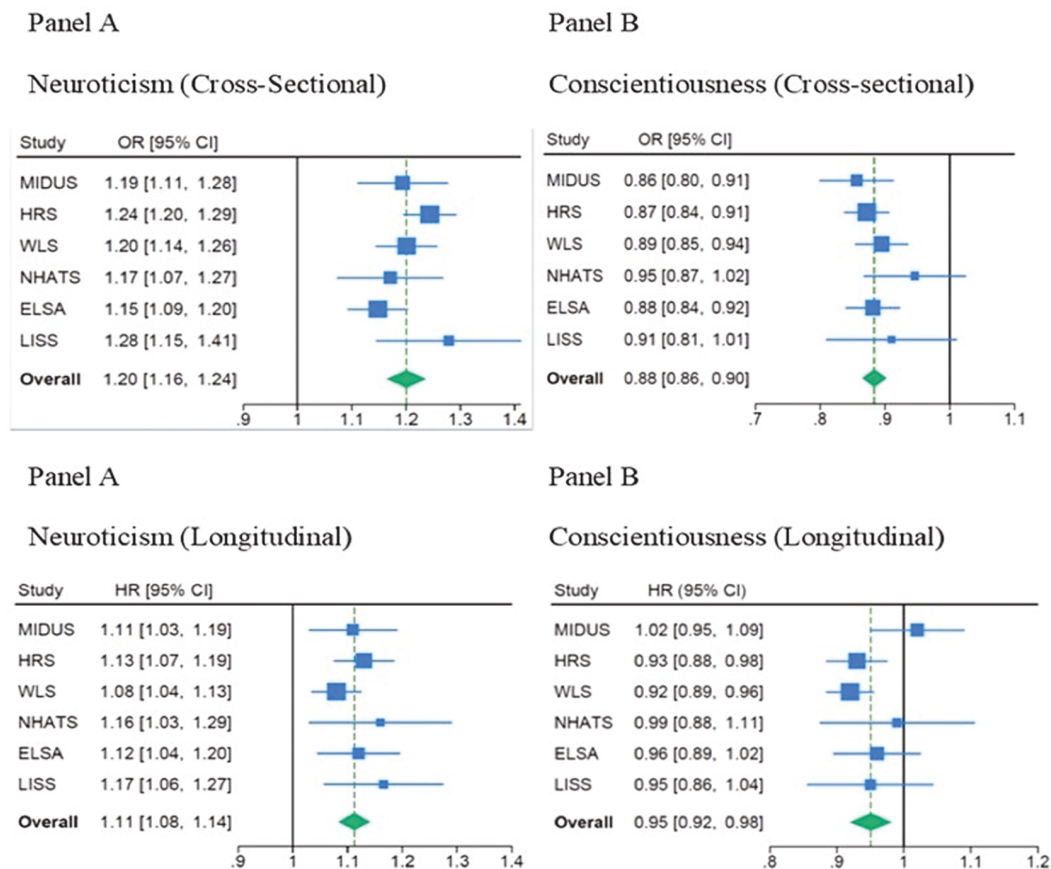 Panel A
Neuroticism (Cross-Sectional)
Study OR [95% CI]
MIDUS 1.19 [1.11, 1.28]
HRS 1.24 [1.20, 1.29]
WLS 1.20 [1.14, 1.26]
NHATS 1.17 [1.07, 1.27]
ELSA 1.15 [1.09, 1.20]
LISS 1.28 [1.15, 1.41]
Overall 1.20 [1.16, 1.24]
.9 1 1.1 1.2 1.3 1.4
Panel B
Conscientiousness (Cross-sectional)
Study OR [95% CI]
MIDUS 0.86 [0.80, 0.91]
HRS 0.87 [0.84, 0.91]
WLS 0.89 [0.85, 0.94]
NHATS 0.95 [0.87, 1.02]
ELSA 0.88 [0.84, 0.92]
LISS 0.91 [0.81, 1.01]
Overall 0.88 [0.86, 0.90]
.7 .8 .9 1 1.1
Panel A
Neuroticism (Longitudinal)
Study HR [95% CI]
MIDUS 1.11 [1.03, 1.19]
HRS 1.13 [1.07, 1.19]
WLS 1.08 [1.04, 1.13]
NHATS 1.16 [1.03, 1.29]
ELSA 1.12 [1.04, 1.20]
LISS 1.17 [1.06, 1.27]
Overall 1.11 [1.08, 1.14]
.9 1 1.1 1.2 1.3 1.4
Panel B
Conscientiousness (Longitudinal)
Study HR (95% CI)
MIDUS 1.02 [0.95, 1.09]
HRS 0.93 [0.88, 0.98]
WLS 0.92 [0.89, 0.96]
NHATS 0.99 [0.88, 1.11]
ELSA 0.96 [0.89, 1.02]
LISS 0.95 [0.86, 1.04]
Overall 0.95 [0.92, 0.98]
.8 .9 1 1.1 1.2